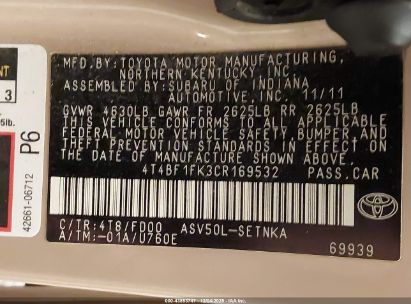 MFD.BY: TOYOTA MOTOR MANUFACTURING,
NORTHERN KENTUCKY, INC.
ASSEMBLED BY: SUBARU OF INDIANA
AUTOMOTIVE, INC. 11/11
GVWR 4630LB GAWR FR 2625LB RR 2625LB
THIS VEHICLE CONFORMS TO ALL APPLICABLE
FEDERAL MOTOR VEHICLE SAFETY, BUMPER, AND
THEFT PREVENTION STANDARDS IN EFFECT ON
THE DATE OF MANUFACTURE SHOWN ABOVE.
4T4BF1FK3CR169532 PASS.CAR
C/TR: 4T8/FD00 ASV50L-SETNKA
A/TM: -01A/U760E
TOYOTA
69939
3
P6
42661-06712